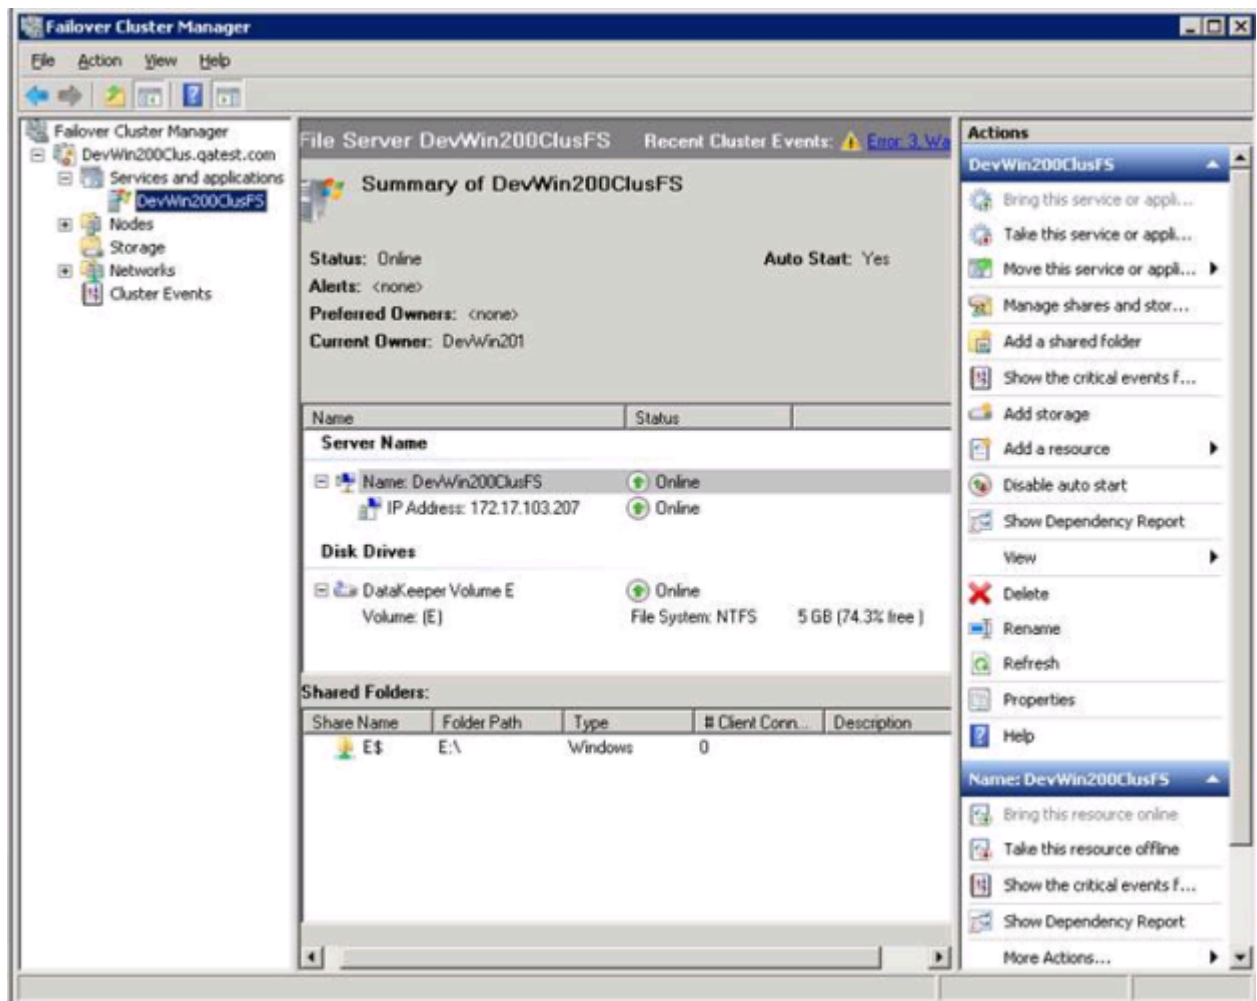 Failover Cluster Manager
File Action View Help
Failover Cluster Manager
DevWin200Clus.qatest.com
Services and applications
DevWin200ClusFS
Nodes
Storage
Networks
Cluster Events
File Server DevWin200ClusFS Recent Cluster Events: Error: 3, Wa
Summary of DevWin200ClusFS
Status: Online Auto Start: Yes
Alerts: <none>
Preferred Owners: <none>
Current Owner: DevWin201
Name Status
Server Name
Name: DevWin200ClusFS Online
IP Address: 172.17.103.207 Online
Disk Drives
DataKeeper Volume E Online
Volume: (E) File System: NTFS 5 GB (74.3% free )
Shared Folders:
Share Name Folder Path Type # Client Conn... Description
E$ E:\ Windows 0
Actions
DevWin200ClusFS
Bring this service or appli...
Take this service or appli...
Move this service or appli...
Manage shares and stor...
Add a shared folder
Show the critical events f...
Add storage
Add a resource
Disable auto start
Show Dependency Report
View
Delete
Rename
Refresh
Properties
Help
Name: DevWin200ClusFS
Bring this resource online
Take this resource offline
Show the critical events f...
Show Dependency Report
More Actions...